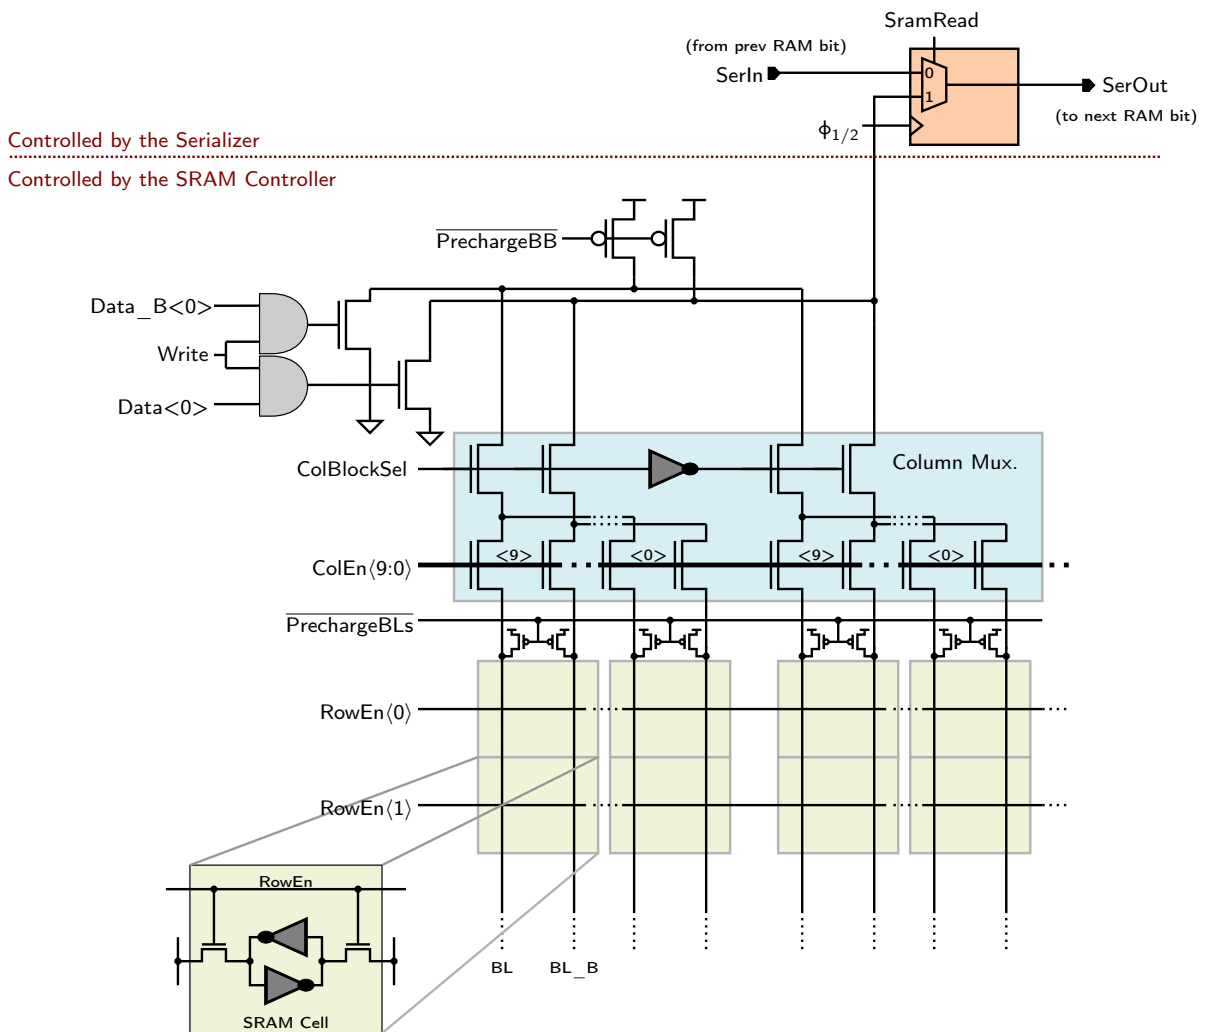 SramRead
(from prev RAM bit)
SerIn
0
1
SerOut
(to next RAM bit)
ϕ1/2
Controlled by the Serializer
Controlled by the SRAM Controller
PrechargeBB
Data_B<0>
Write
Data<0>
ColBlockSel
Column Mux.
<9>
<0>
<9>
<0>
ColEn⟨9:0⟩
PrechargeBLs
RowEn⟨0⟩
RowEn⟨1⟩
RowEn
BL
BL_B
SRAM Cell